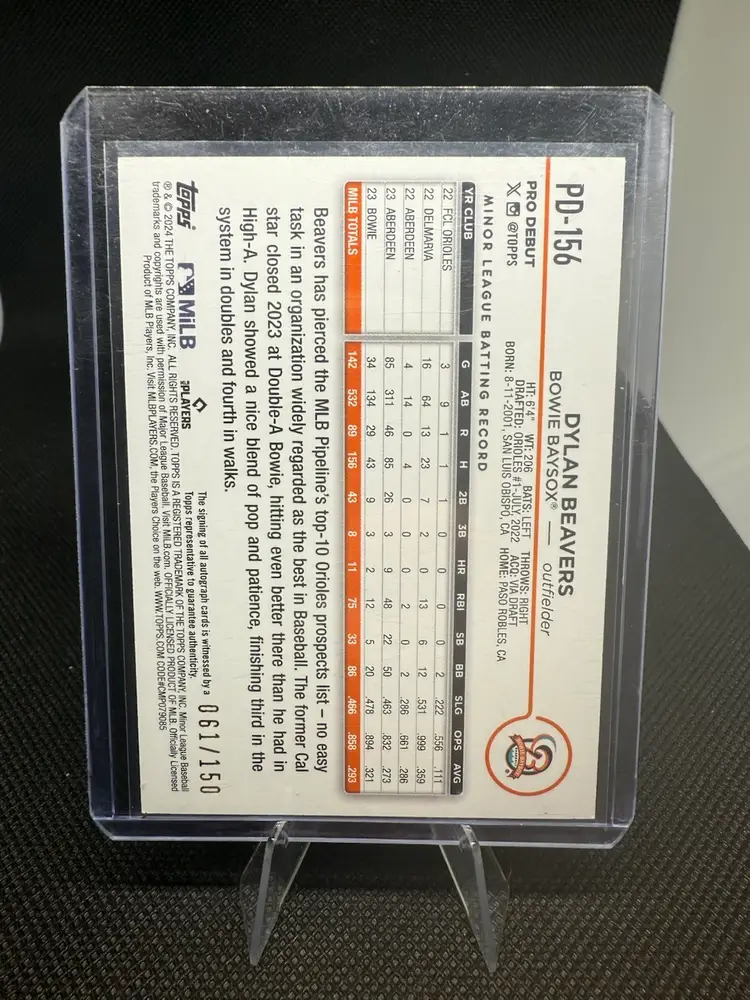 PD-156
PRO DEBUT
X @TOPPS
DYLAN BEAVERS
BOWIE BAYSOX® — outfielder
HT: 6'4" WT: 206 BATS: LEFT THROWS: RIGHT
DRAFTED: ORIOLES #1-JULY, 2022 ACQ: VIA DRAFT
BORN: 8-11-2001, SAN LUIS OBISPO, CA HOME: PASO ROBLES, CA
MINOR LEAGUE BATTING RECORD
YR CLUB G AB R H 2B 3B HR RBI SB BB SLG OPS AVG
22 FCL ORIOLES 3 9 1 1 1 0 0 0 0 2 .222 .556 .111
22 DELMARVA 16 64 13 23 7 2 0 13 6 12 .531 .999 .359
22 ABERDEEN 4 14 0 4 0 0 0 2 0 2 .286 .661 .286
23 ABERDEEN 85 311 46 85 26 3 9 48 22 50 .463 .832 .273
23 BOWIE 34 134 29 43 9 3 2 12 5 20 .478 .894 .321
MiLB TOTALS 142 532 89 156 43 8 11 75 33 86 .466 .858 .293
Beavers has pierced the MLB Pipeline's top-10 Orioles prospects list – no easy
task in an organization widely regarded as the best in Baseball. The former Cal
star closed 2023 at Double-A Bowie, hitting even better there than he had in
High-A. Dylan showed a nice blend of pop and patience, finishing third in the
system in doubles and fourth in walks.
The signing of all autograph cards is witnessed by a
Topps representative to guarantee authenticity.
061/150
topps MiLB PLAYERS
® & © 2024 THE TOPPS COMPANY, INC. ALL RIGHTS RESERVED. TOPPS IS A REGISTERED TRADEMARK OF THE TOPPS COMPANY, INC. Minor League Baseball
trademarks and copyrights are used with permission of Major League Baseball. Visit MiLB.com. OFFICIALLY LICENSED PRODUCT OF MiLB. Officially Licensed
Product of MLB Players, Inc. Visit MLBPLAYERS.COM, the Players Choice on the web. WWW.TOPPS.COM CODE#CMP079085